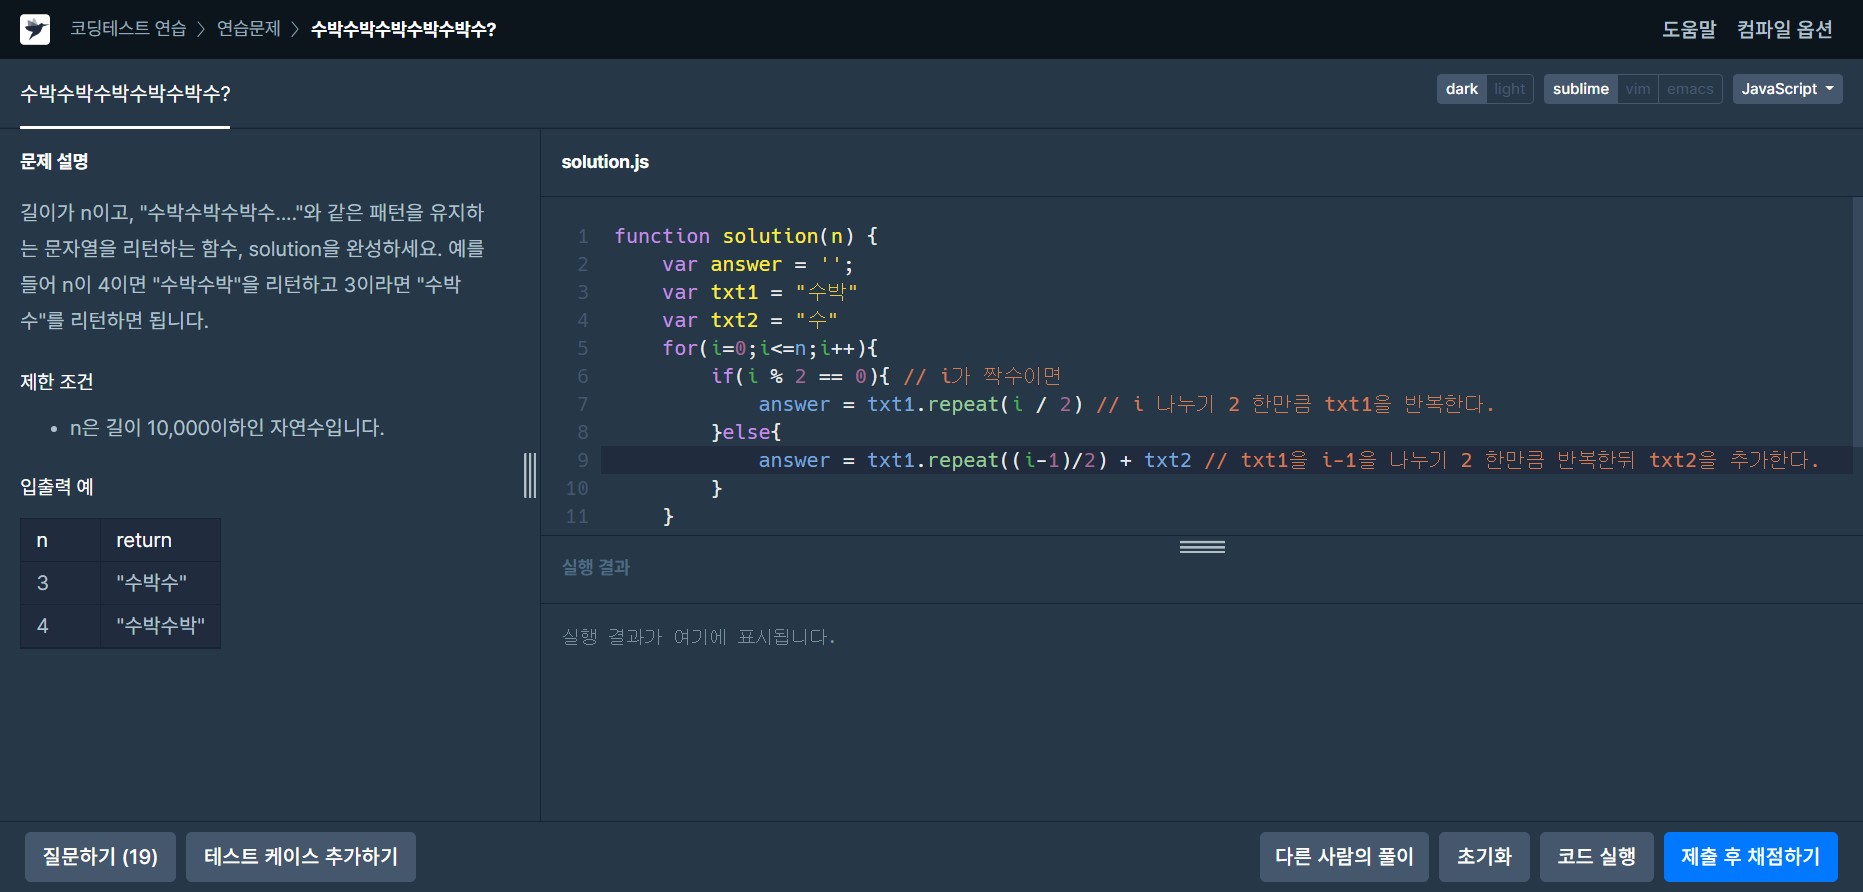 코딩테스트 연습 〉 연습문제 〉 수박수박수박수박수박수?
도움말 컴파일 옵션
수박수박수박수박수박수?
dark light sublime vim emacs JavaScript
문제 설명
길이가 n이고, "수박수박수박수...."와 같은 패턴을 유지하
는 문자열을 리턴하는 함수, solution을 완성하세요. 예를
들어 n이 4이면 "수박수박"을 리턴하고 3이라면 "수박
수"를 리턴하면 됩니다.
제한 조건
• n은 길이 10,000이하인 자연수입니다.
입출력 예
n return
3 "수박수"
4 "수박수박"
solution.js
1 function solution(n) {
2     var answer = '';
3     var txt1 = "수박"
4     var txt2 = "수"
5     for(i=0;i<=n;i++){
6         if(i % 2 == 0){ // i가 짝수이면
7             answer = txt1.repeat(i / 2) // i 나누기 2 한만큼 txt1을 반복한다.
8         }else{
9             answer = txt1.repeat((i-1)/2) + txt2 // txt1을 i-1을 나누기 2 한만큼 반복한뒤 txt2을 추가한다.
10         }
11     }
실행 결과
실행 결과가 여기에 표시됩니다.
질문하기 (19) 테스트 케이스 추가하기
다른 사람의 풀이 초기화 코드 실행 제출 후 채점하기